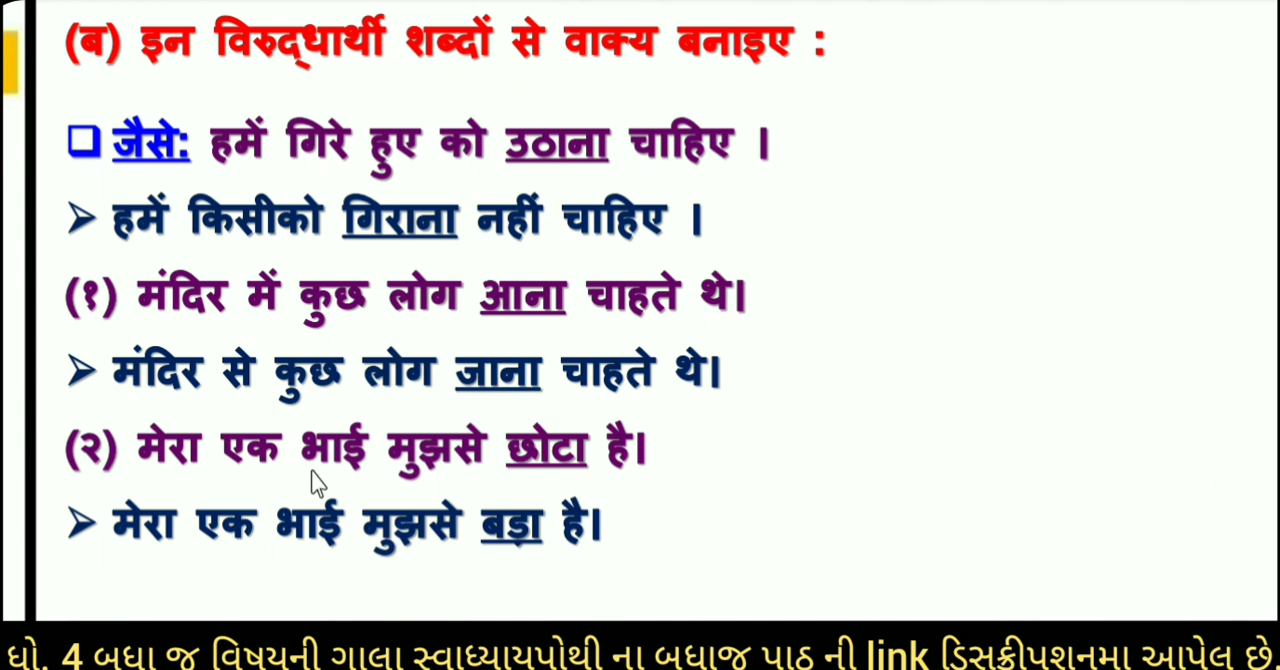 (ब) इन विरुद्धार्थी शब्दों से वाक्य बनाइए :
❑ जैसे: हमें गिरे हुए को उठाना चाहिए ।
➢ हमें किसीको गिराना नहीं चाहिए ।
(१) मंदिर में कुछ लोग आना चाहते थे।
➢ मंदिर से कुछ लोग जाना चाहते थे।
(२) मेरा एक भाई मुझसे छोटा है।
➢ मेरा एक भाई मुझसे बड़ा है।
ધો. 4 બધા જ વિષયની ગાલા સ્વાધ્યાયપોથી ના બધાજ પાઠ ની link ડિસક્રીપશનમા આપેલ છે